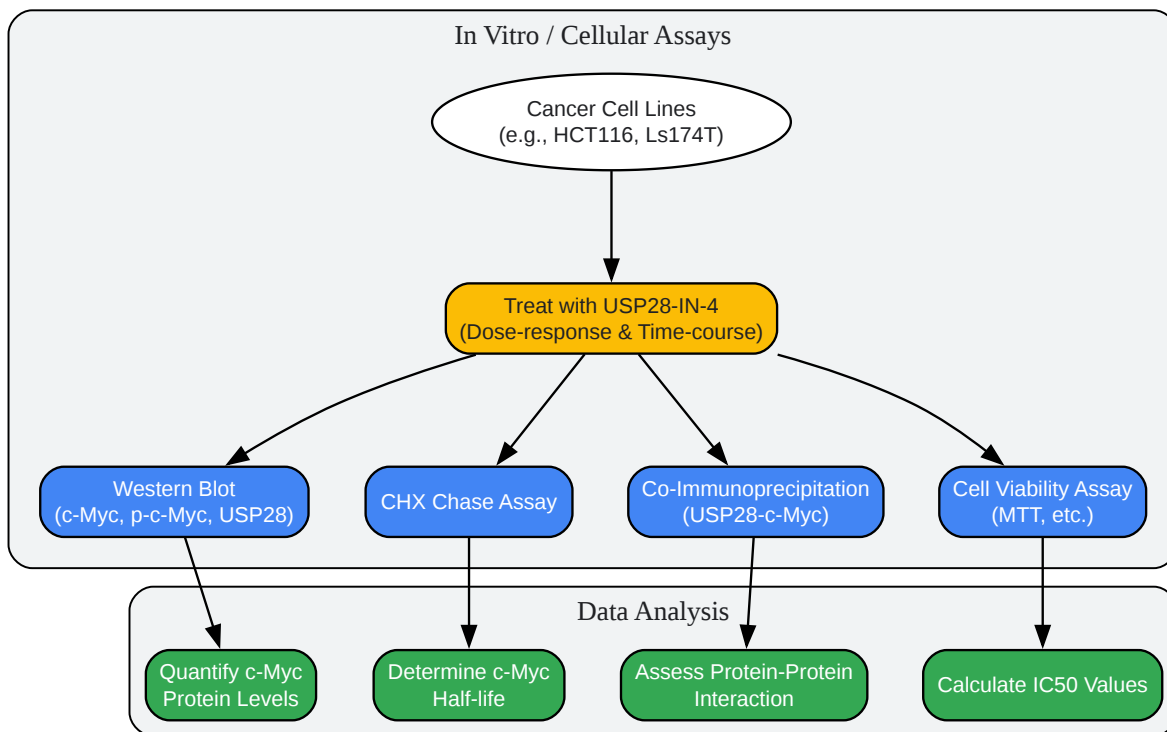 In Vitro / Cellular Assays
Cancer Cell Lines
(e.g., HCT116, Ls174T)
Treat with USP28-IN-4
(Dose-response & Time-course)
Western Blot
(c-Myc, p-c-Myc, USP28)
CHX Chase Assay
Co-Immunoprecipitation
(USP28-c-Myc)
Cell Viability Assay
(MTT, etc.)
Data Analysis
Quantify c-Myc
Protein Levels
Determine c-Myc
Half-life
Assess Protein-Protein
Interaction
Calculate IC50 Values